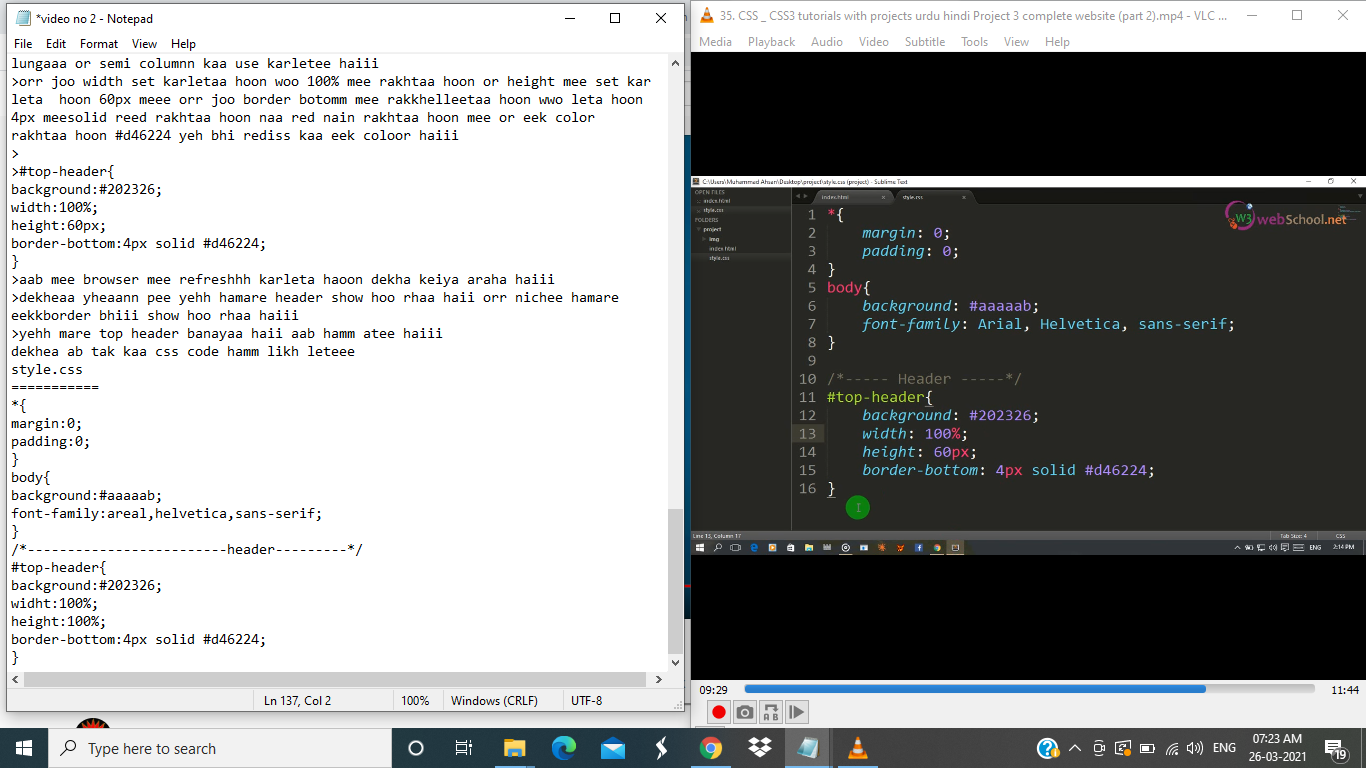 *video no 2 - Notepad
File Edit Format View Help
lungaaa or semi columnn kaa use karletee haiii
>orr joo width set karletaa hoon woo 100% mee rakhtaa hoon or height mee set kar
leta  hoon 60px meee orr joo border botomm mee rakkhelleetaa hoon wwo leta hoon
4px meesolid reed rakhtaa hoon naa red nain rakhtaa hoon mee or eek color
rakhtaa hoon #d46224 yeh bhi rediss kaa eek coloor haiii
>
>#top-header{
background:#202326;
width:100%;
height:60px;
border-bottom:4px solid #d46224;
}
>aab mee browser mee refreshhh karleta haoon dekha keiya araha haiii
>dekheaa yheaann pee yehh hamare header show hoo rhaa haii orr nichee hamare
eekkborder bhiii show hoo rhaa haiii
>yehh mare top header banayaa haii aab hamm atee haiii
dekhea ab tak kaa css code hamm likh leteee
style.css
===========
*{
margin:0;
padding:0;
}
body{
background:#aaaaab;
font-family:areal,helvetica,sans-serif;
}
/*-------------------------header---------*/
#top-header{
background:#202326;
widht:100%;
height:100%;
border-bottom:4px solid #d46224;
}
Ln 137, Col 2 100% Windows (CRLF) UTF-8
35. CSS _ CSS3 tutorials with projects urdu hindi Project 3 complete website (part 2).mp4 - VLC ...
Media Playback Audio Video Subtitle Tools View Help
C:\Users\Muhammad Ahsan\Desktop\project\style.css (project) - Sublime Text
OPEN FILES
index.html
style.css
FOLDERS
project
img
index.html
style.css
index.html style.css
W3 webSchool.net
1 *{
2 margin: 0;
3 padding: 0;
4 }
5 body{
6 background: #aaaaab;
7 font-family: Arial, Helvetica, sans-serif;
8 }
9
10 /*----- Header -----*/
11 #top-header{
12 background: #202326;
13 width: 100%;
14 height: 60px;
15 border-bottom: 4px solid #d46224;
16 }
Line 13, Column 17 Tab Size: 4 CSS
ENG 2:14 PM
09:29 11:44
A B
Type here to search
ENG
07:23 AM
26-03-2021
19